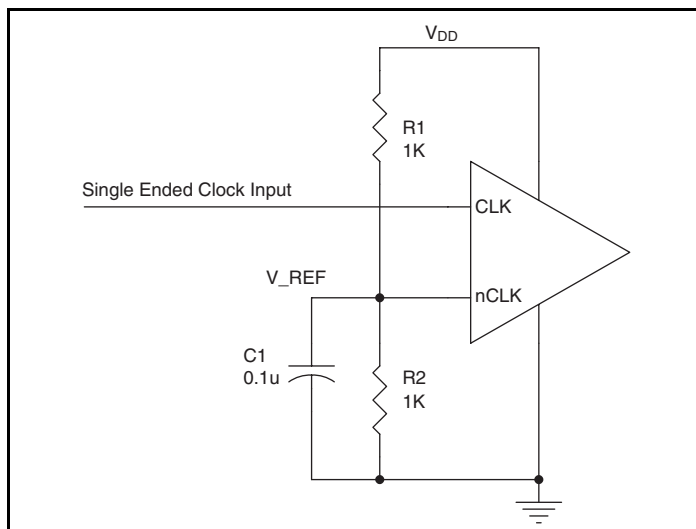 VDD
R1
1K
Single Ended Clock Input
CLK
V_REF
nCLK
C1
0.1u
R2
1K